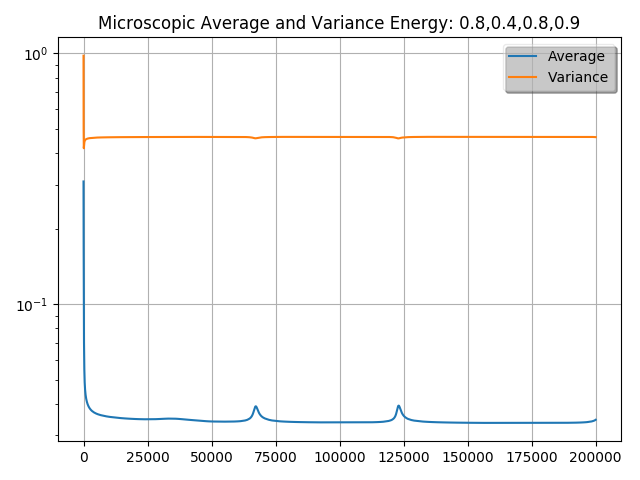 Microscopic Average and Variance Energy: 0.8,0.4,0.8,0.9
10⁰
Average
Variance
10⁻¹
0 25000 50000 75000 100000 125000 150000 175000 200000